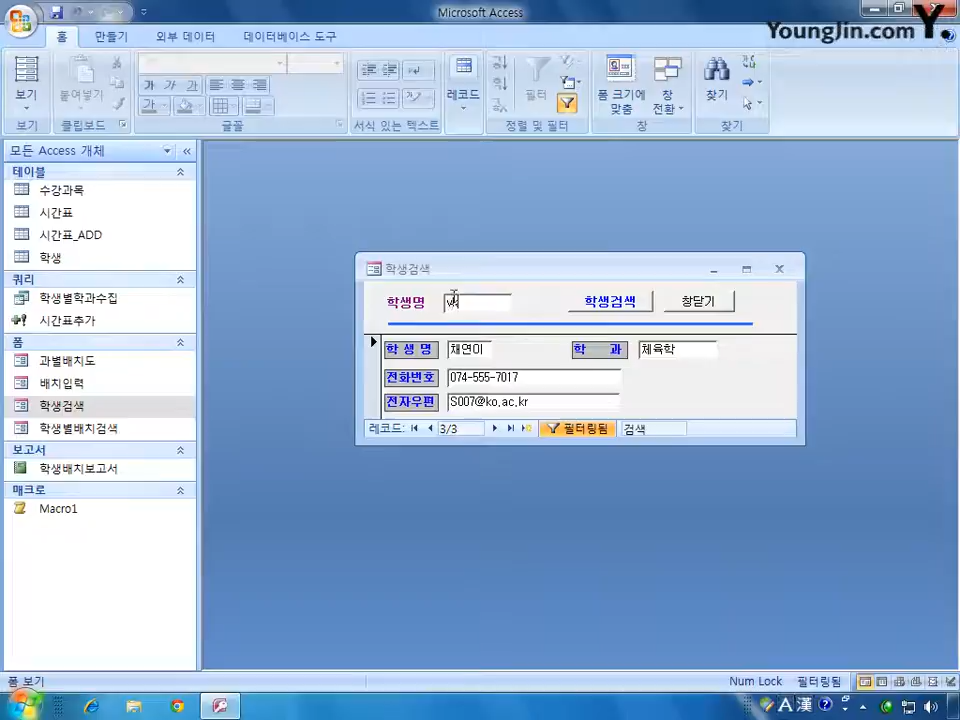 Microsoft Access
YoungJin.com Y.
홈 만들기 외부 데이터 데이터베이스 도구
보기 붙여넣기 가 가 가 가 레코드 필터 폼 크기에 맞춤 창 전환 찾기
보기 클립보드 글꼴 서식 있는 텍스트 정렬 및 필터 창 찾기
모든 Access 개체
테이블
수강과목
시간표
시간표_ADD
학생
쿼리
학생별학과수집
시간표추가
폼
과별배치도
배치입력
학생검색
학생별배치검색
보고서
학생배치보고서
매크로
Macro1
학생검색
학생명 학생검색 창닫기
학 생 명 채연이 학 과 체육학
전화번호 074-555-7017
전자우편 S007@ko.ac.kr
레코드: 3/3 필터링됨 검색
폼 보기 Num Lock 필터링됨
A 漢